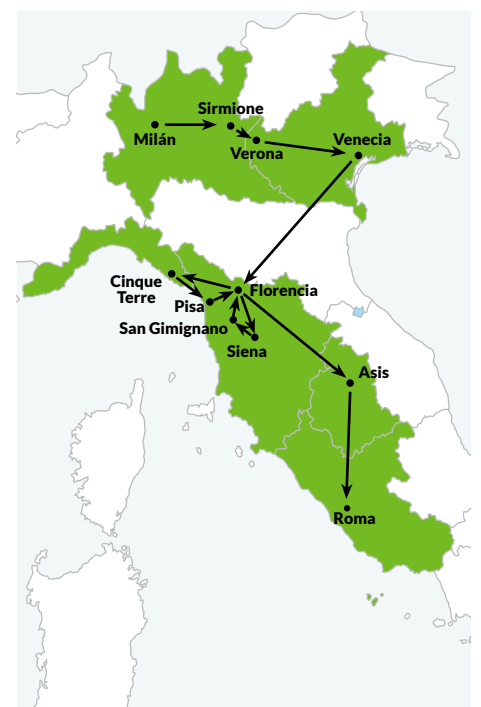 Sirmione
Milán
Verona
Venecia
Cinque
Terre
Pisa
Florencia
San Gimignano
Siena
Asis
Roma